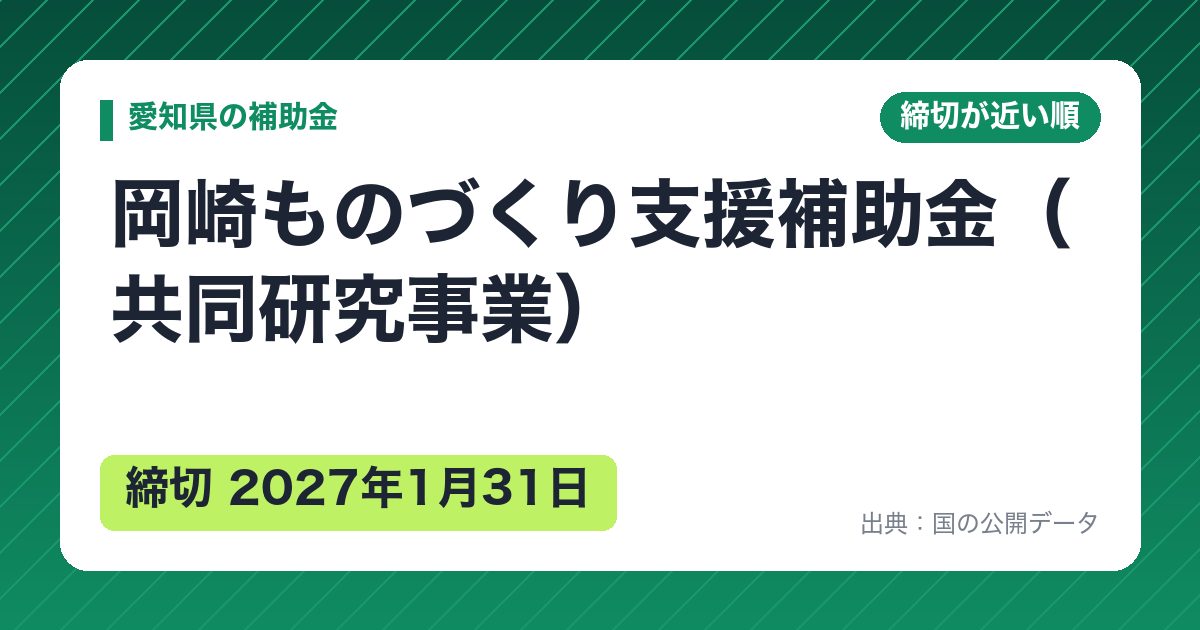 愛知県の補助金
締切が近い順
岡崎ものづくり支援補助金（
共同研究事業）
締切 2027年1月31日
出典：国の公開データ